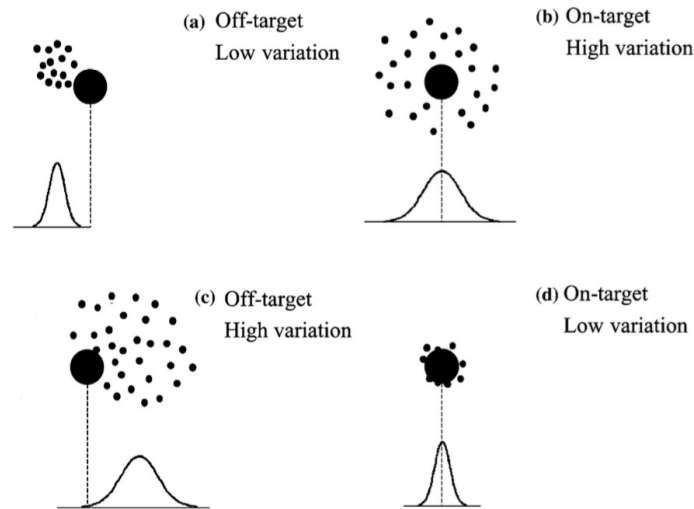 (a) Off-target
Low variation
(b) On-target
High variation
(c) Off-target
High variation
(d) On-target
Low variation